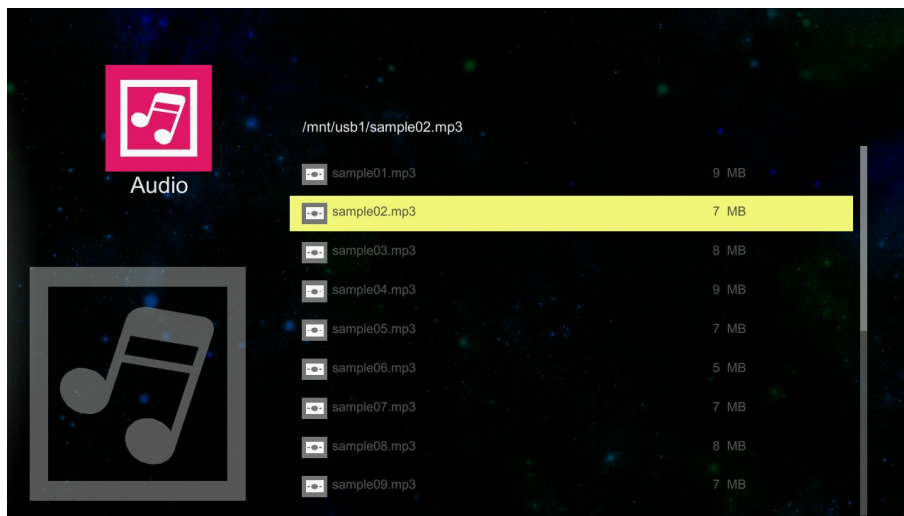 /mnt/usb1/sample02.mp3
Audio
sample01.mp3 9 MB
sample02.mp3 7 MB
sample03.mp3 8 MB
sample04.mp3 9 MB
sample05.mp3 7 MB
sample06.mp3 5 MB
sample07.mp3 7 MB
sample08.mp3 8 MB
sample09.mp3 7 MB